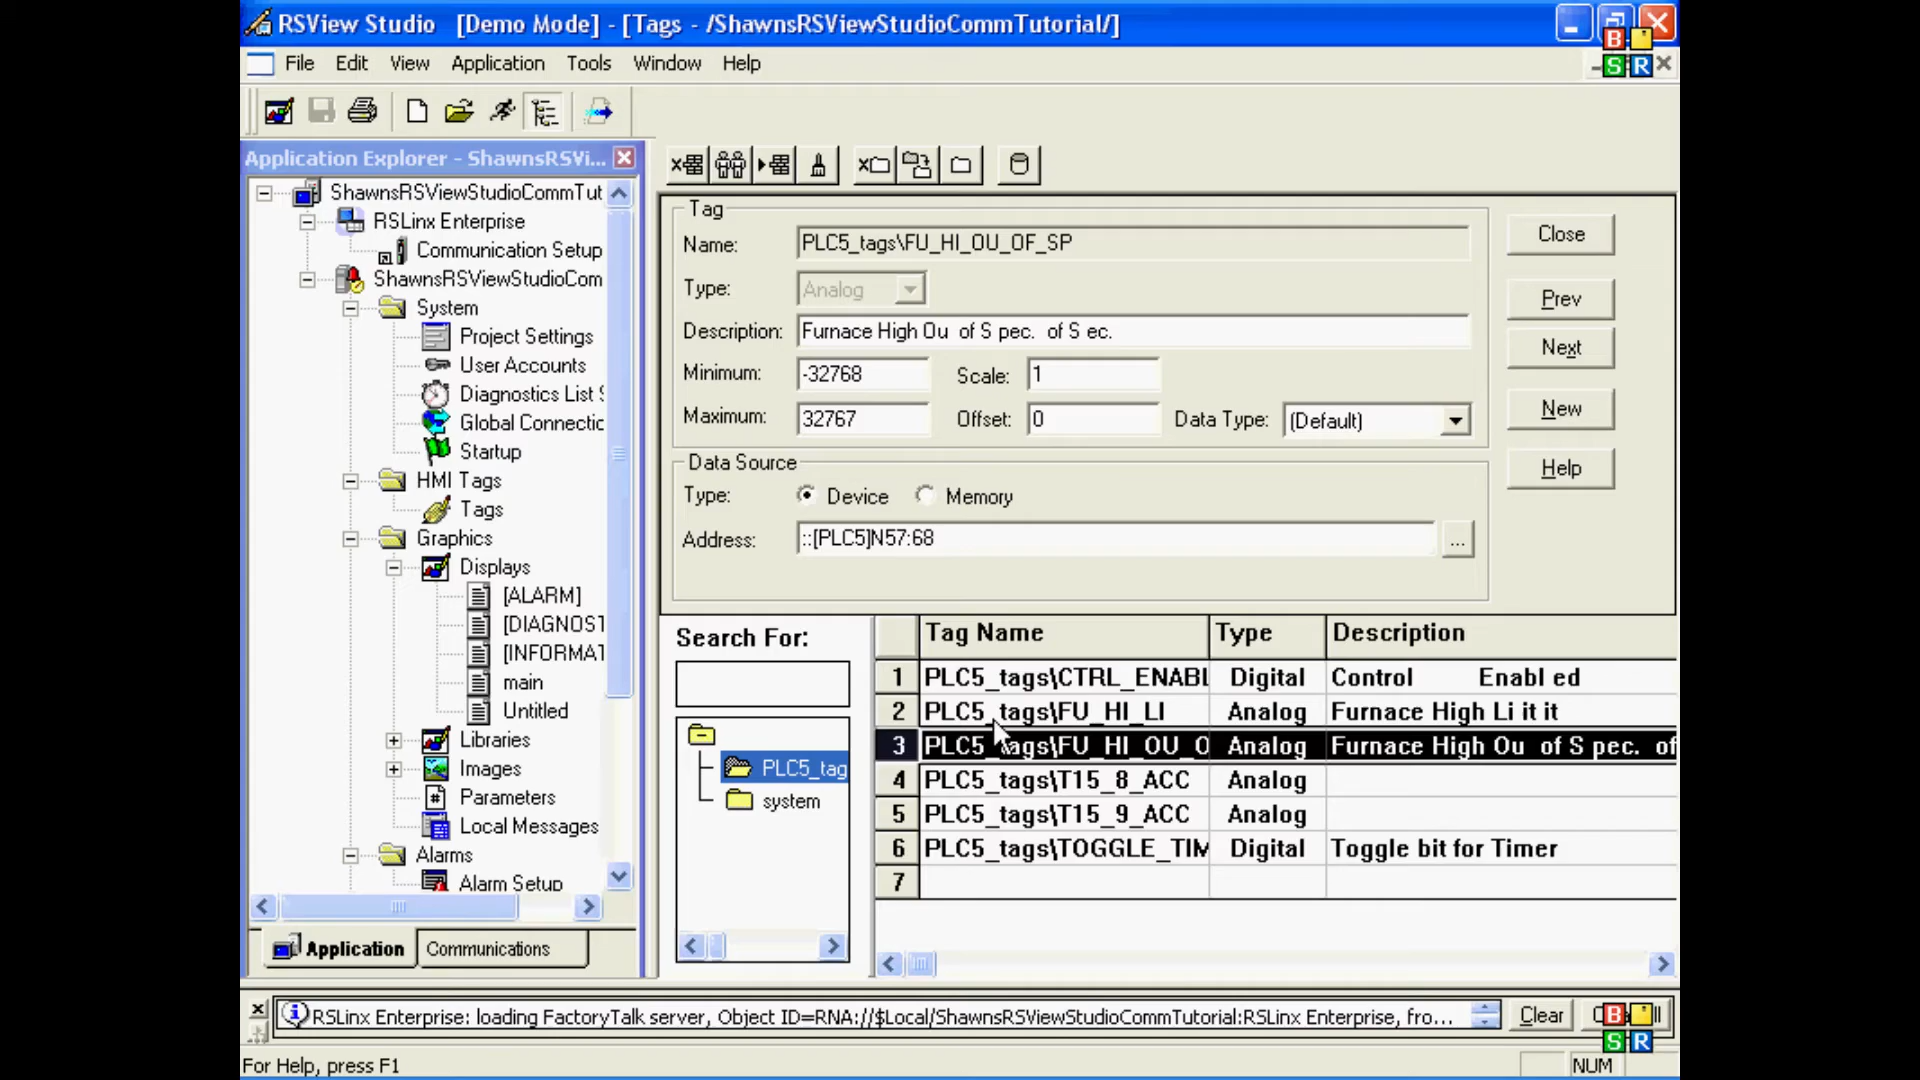 RSView Studio [Demo Mode] - [Tags - /ShawnsRSViewStudioCommTutorial/]
File Edit View Application Tools Window Help
Application Explorer - ShawnsRSVi...
ShawnsRSViewStudioCommTut
RSLinx Enterprise
Communication Setup
ShawnsRSViewStudioCom
System
Project Settings
User Accounts
Diagnostics List S
Global Connectic
Startup
HMI Tags
Tags
Graphics
Displays
[ALARM]
[DIAGNOST
[INFORMAT
main
Untitled
Libraries
Images
Parameters
Local Messages
Alarms
Alarm Setup
Application Communications
Tag
Name: PLC5_tags\FU_HI_OU_OF_SP
Type: Analog
Description: Furnace High Ou of S pec. of S ec.
Minimum: -32768 Scale: 1
Maximum: 32767 Offset: 0 Data Type: (Default)
Data Source
Type: Device Memory
Address: ::[PLC5]N57:68 ...
Close
Prev
Next
New
Help
Search For:
PLC5_tag
system
Tag Name Type Description
1 PLC5_tags\CTRL_ENABL Digital Control Enabl ed
2 PLC5_tags\FU_HI_LI Analog Furnace High Li it it
3 PLC5_tags\FU_HI_OU_O Analog Furnace High Ou of S pec. of
4 PLC5_tags\T15_8_ACC Analog
5 PLC5_tags\T15_9_ACC Analog
6 PLC5_tags\TOGGLE_TIM Digital Toggle bit for Timer
7
RSLinx Enterprise: loading FactoryTalk server, Object ID=RNA://$Local/ShawnsRSViewStudioCommTutorial:RSLinx Enterprise, fro... Clear
For Help, press F1 NUM
B
S R
B
S R